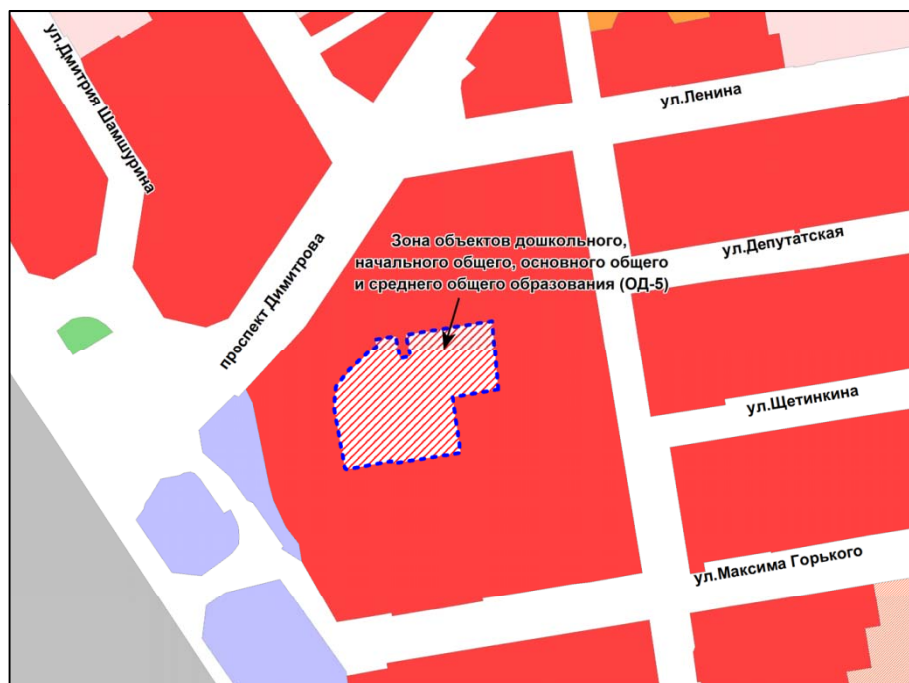 ул.Дмитрия Шамшурина
ул.Ленина
Зона объектов дошкольного,
начального общего, основного общего
и среднего общего образования (ОД-5)
ул.Депутатская
проспект Димитрова
ул.Щетинкина
ул.Максима Горького